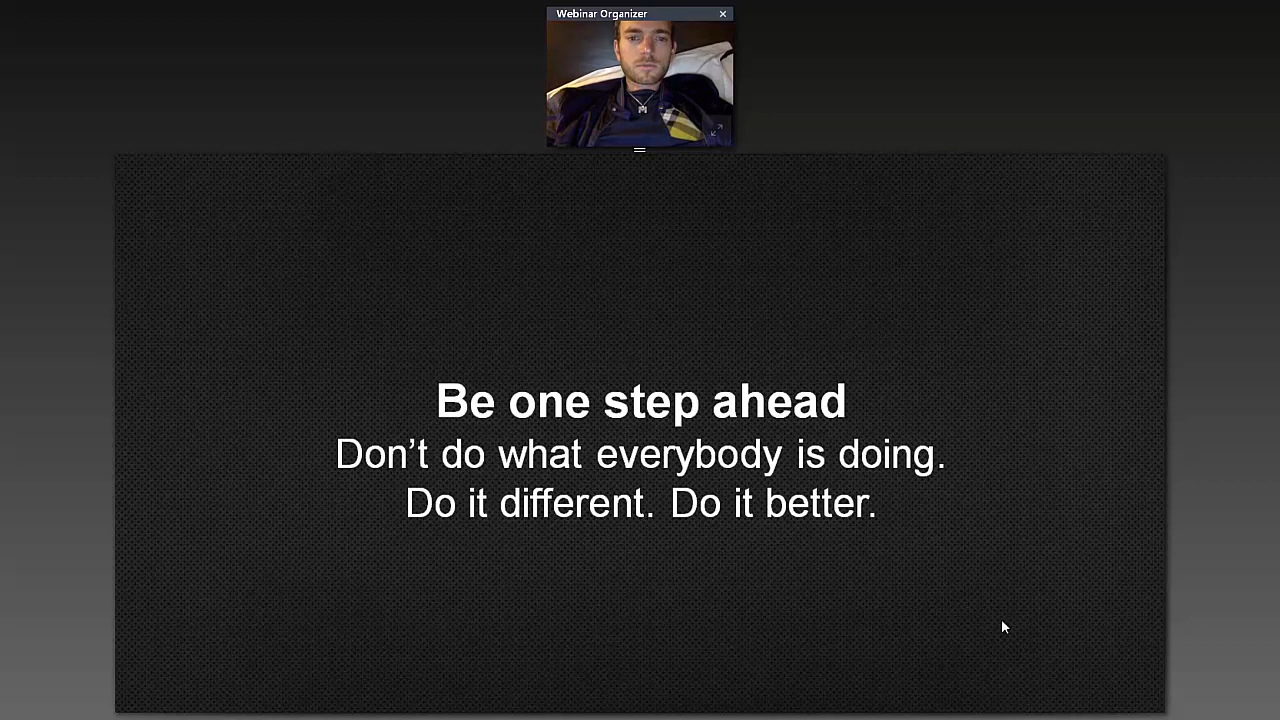 Webinar Organizer
Be one step ahead
Don’t do what everybody is doing.
Do it different. Do it better.